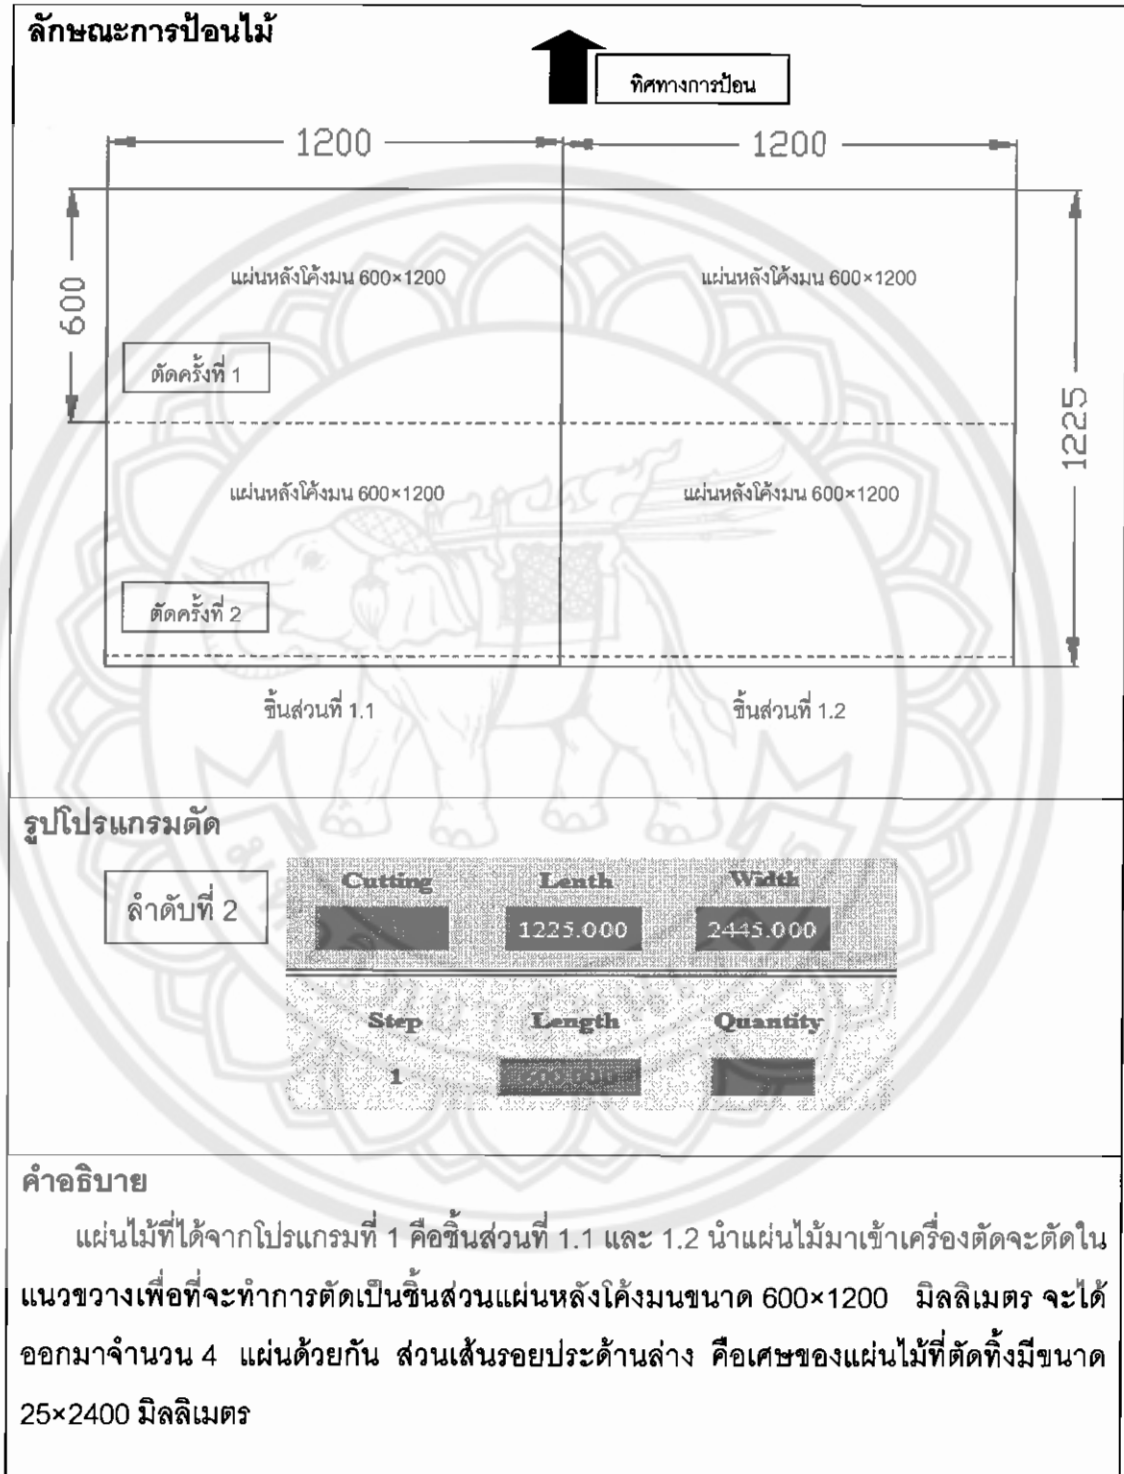 ลักษณะการป้อนไม้
ทิศทางการป้อน
1200 1200
600
แผ่นหลังโค้งมน 600×1200 แผ่นหลังโค้งมน 600×1200
ตัดครั้งที่ 1
1225
แผ่นหลังโค้งมน 600×1200 แผ่นหลังโค้งมน 600×1200
ตัดครั้งที่ 2
ชิ้นส่วนที่ 1.1 ชิ้นส่วนที่ 1.2
รูปโปรแกรมตัด
ลำดับที่ 2
Cutting Lenth Width
1225.000 2445.000
Step Length Quantity
1 600.000
คำอธิบาย
แผ่นไม้ที่ได้จากโปรแกรมที่ 1 คือชิ้นส่วนที่ 1.1 และ 1.2 นำแผ่นไม้มาเข้าเครื่องตัดจะตัดใน
แนวขวางเพื่อที่จะทำการตัดเป็นชิ้นส่วนแผ่นหลังโค้งมนขนาด 600×1200 มิลลิเมตร จะได้
ออกมาจำนวน 4 แผ่นด้วยกัน ส่วนเส้นรอยประด้านล่าง คือเศษของแผ่นไม้ที่ตัดทิ้งมีขนาด
25×2400 มิลลิเมตร